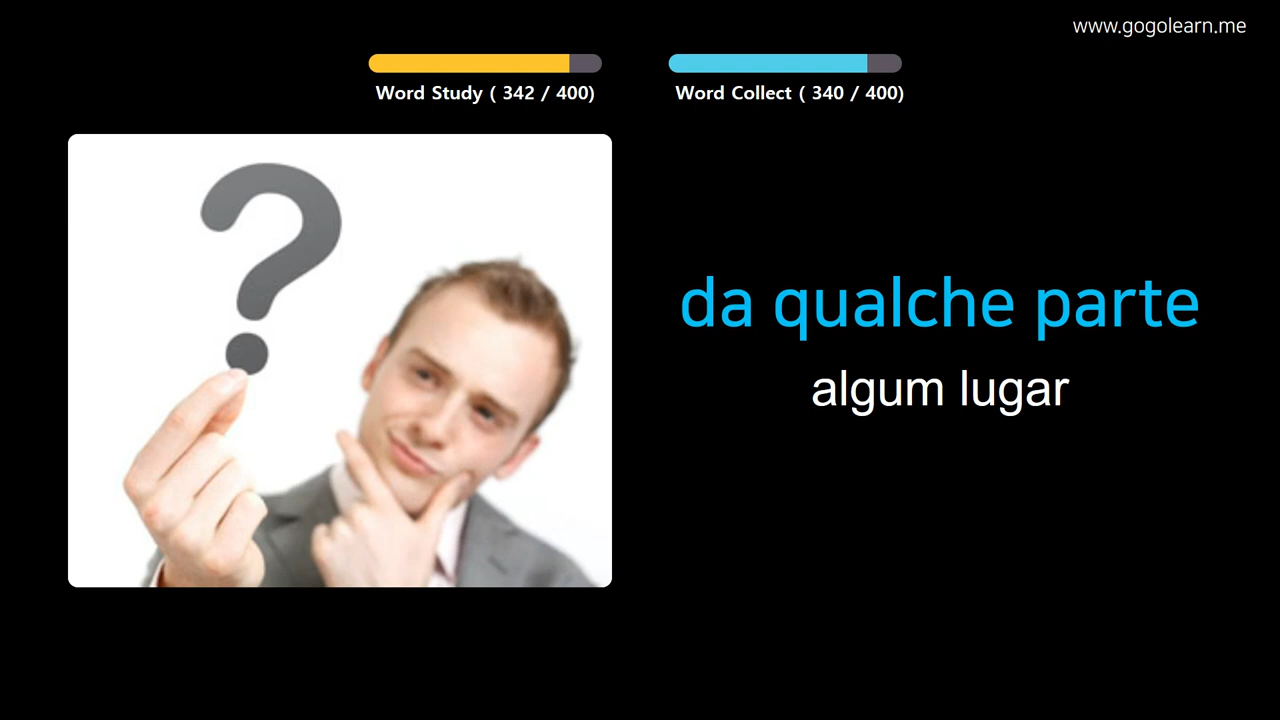 www.gogolearn.me
Word Study ( 342 / 400)
Word Collect ( 340 / 400)
?
da qualche parte
algum lugar